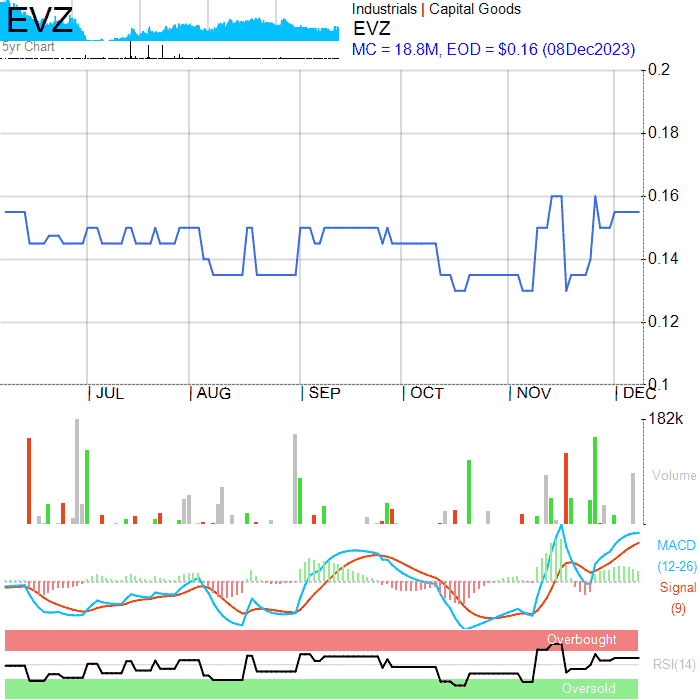 EVZ
5yr Chart
Industrials | Capital Goods
EVZ
MC = 18.8M, EOD = $0.16 (08Dec2023)
0.2
0.18
0.16
0.14
0.12
0.1
JUL AUG SEP OCT NOV DEC
182k
Volume
MACD
(12-26)
Signal
(9)
Overbought
RSI(14)
Oversold